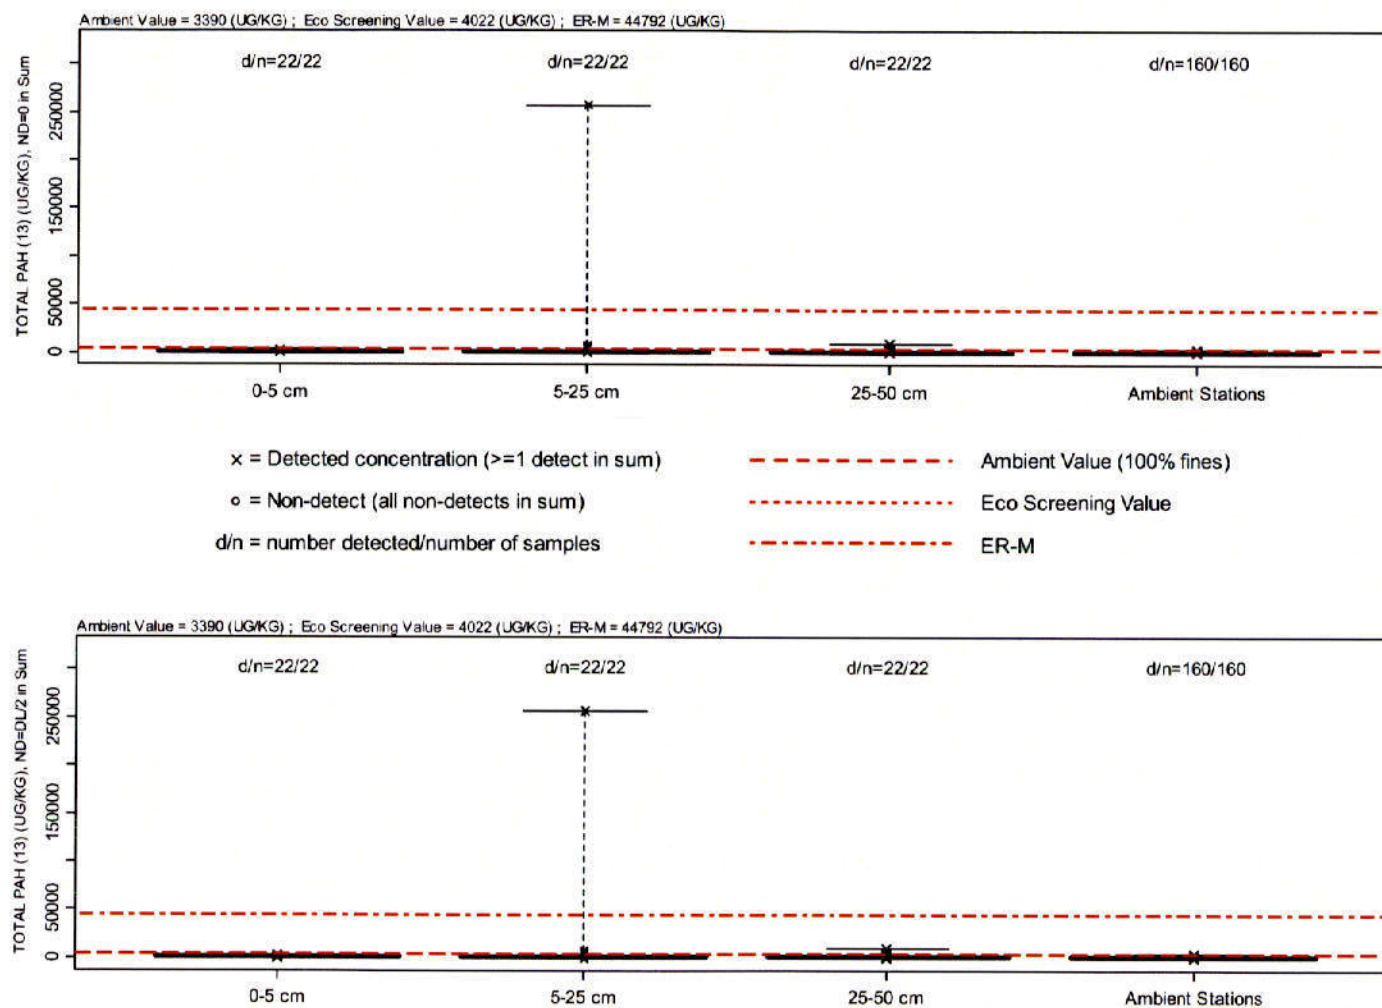 Ambient Value = 3390 (UG/KG) ; Eco Screening Value = 4022 (UG/KG) ; ER-M = 44792 (UG/KG)
d/n=22/22 d/n=22/22 d/n=22/22 d/n=160/160
TOTAL PAH (13) (UG/KG), ND=0 in Sum
250000
150000
50000
0
0-5 cm 5-25 cm 25-50 cm Ambient Stations
x = Detected concentration (>=1 detect in sum) Ambient Value (100% fines)
o = Non-detect (all non-detects in sum) Eco Screening Value
d/n = number detected/number of samples ER-M
Ambient Value = 3390 (UG/KG) ; Eco Screening Value = 4022 (UG/KG) ; ER-M = 44792 (UG/KG)
d/n=22/22 d/n=22/22 d/n=22/22 d/n=160/160
TOTAL PAH (13) (UG/KG), ND=DL/2 in Sum
250000
150000
50000
0
0-5 cm 5-25 cm 25-50 cm Ambient Stations